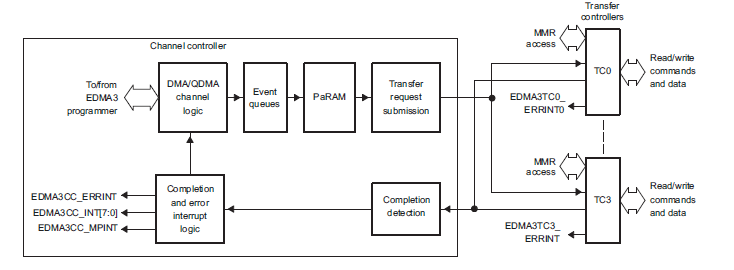 Transfer
controllers
Channel controller
MMR
access
To/from
EDMA3
programmer
DMA/QDMA
channel
logic
Event
queues
PaRAM
Transfer
request
submission
TC0
Read/write
commands
and data
EDMA3TC0_
ERRINT0
MMR
access
EDMA3CC_ERRINT
EDMA3CC_INT[7:0]
EDMA3CC_MPINT
Completion
and error
interrupt
logic
Completion
detection
TC3
Read/write
commands
and data
EDMA3TC3_
ERRINT